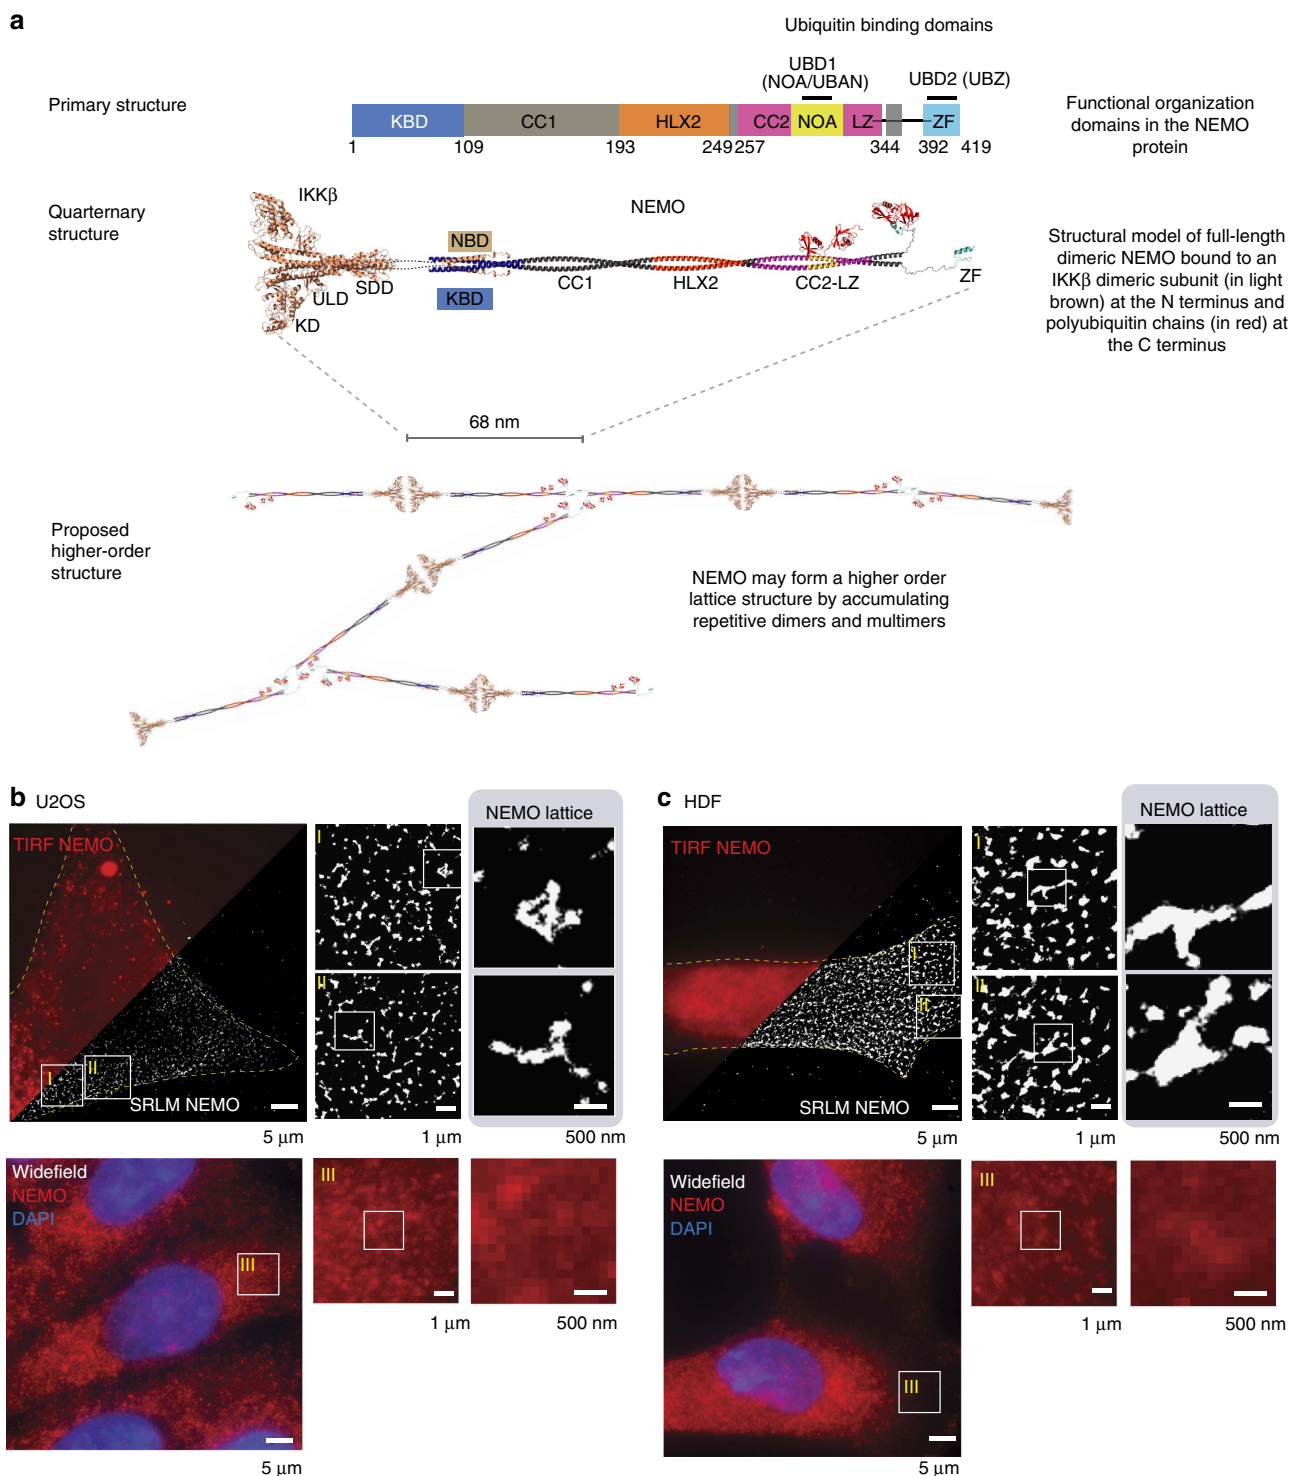 a
Ubiquitin binding domains
UBD1
(NOA/UBAN)
UBD2 (UBZ)
Primary structure
KBD
CC1
HLX2
CC2
NOA
LZ
ZF
1
109
193
249
257
344
392
419
Functional organization
domains in the NEMO
protein
Quarternary
structure
IKKβ
NEMO
NBD
KBD
SDD
ULD
KD
CC1
HLX2
CC2-LZ
ZF
Structural model of full-length
dimeric NEMO bound to an
IKKβ dimeric subunit (in light
brown) at the N terminus and
polyubiquitin chains (in red) at
the C terminus
68 nm
Proposed
higher-order
structure
NEMO may form a higher order
lattice structure by accumulating
repetitive dimers and multimers
b U2OS
TIRF NEMO
I
II
SRLM NEMO
5 μm
I
II
1 μm
NEMO lattice
500 nm
Widefield
NEMO
DAPI
III
5 μm
III
1 μm
500 nm
c HDF
TIRF NEMO
I
II
SRLM NEMO
5 μm
I
II
1 μm
NEMO lattice
500 nm
Widefield
NEMO
DAPI
III
5 μm
III
1 μm
500 nm